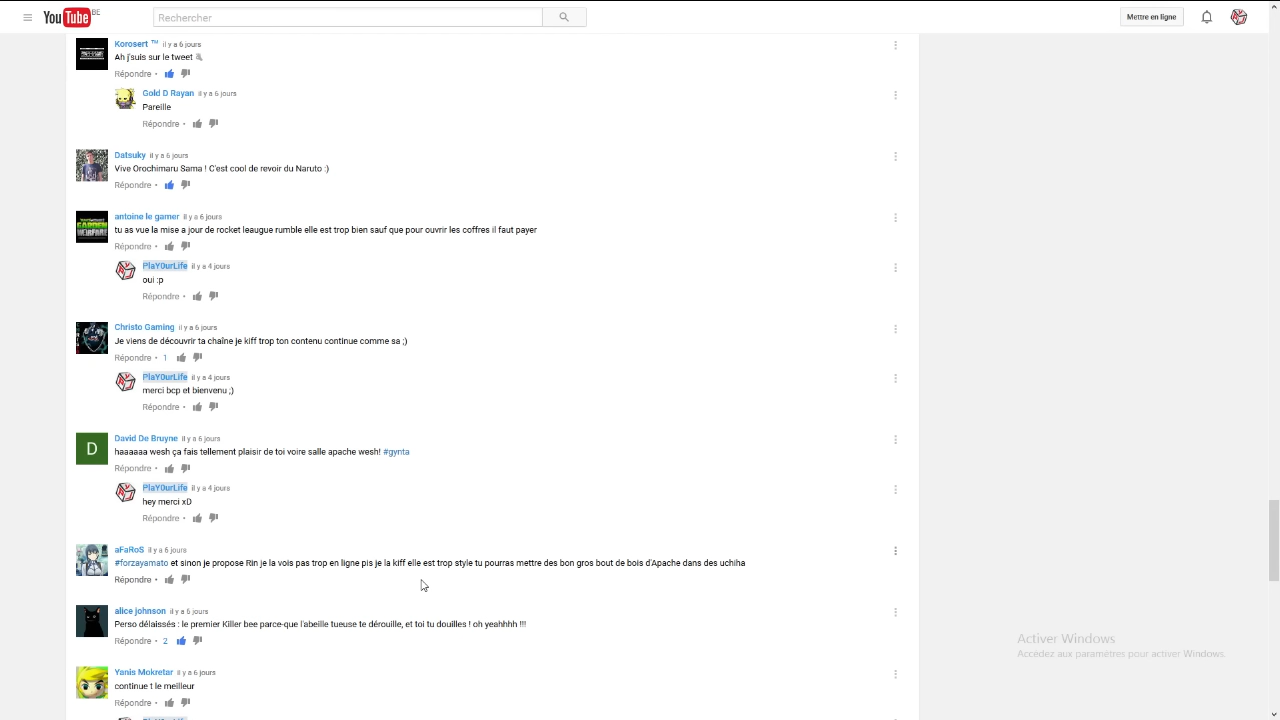 YouTube BE
Rechercher
Mettre en ligne
Korosert ™ il y a 6 jours
Ah j'suis sur le tweet
Répondre •
Gold D Rayan il y a 6 jours
Pareille
Répondre •
Datsuky il y a 6 jours
Vive Orochimaru Sama ! C'est cool de revoir du Naruto :)
Répondre •
antoine le gamer il y a 6 jours
tu as vue la mise a jour de rocket leaugue rumble elle est trop bien sauf que pour ouvrir les coffres il faut payer
Répondre •
GARDEN
WARFARE
PlaY0urLife il y a 4 jours
oui :p
Répondre •
Christo Gaming il y a 6 jours
Je viens de découvrir ta chaîne je kiff trop ton contenu continue comme sa ;)
Répondre • 1
PlaY0urLife il y a 4 jours
merci bcp et bienvenu ;)
Répondre •
David De Bruyne il y a 6 jours
D
haaaaaa wesh ça fais tellement plaisir de toi voire salle apache wesh! #gynta
Répondre •
PlaY0urLife il y a 4 jours
hey merci xD
Répondre •
aFaRoS il y a 6 jours
#forzayamato et sinon je propose Rin je la vois pas trop en ligne pis je la kiff elle est trop style tu pourras mettre des bon gros bout de bois d'Apache dans des uchiha
Répondre •
alice johnson il y a 6 jours
Perso délaissés : le premier Killer bee parce-que l'abeille tueuse te dérouille, et toi tu douilles ! oh yeahhhh !!!
Répondre • 2
Activer Windows
Accédez aux paramètres pour activer Windows.
Yanis Mokretar il y a 6 jours
continue t le meilleur
Répondre •
PlaY0urLife